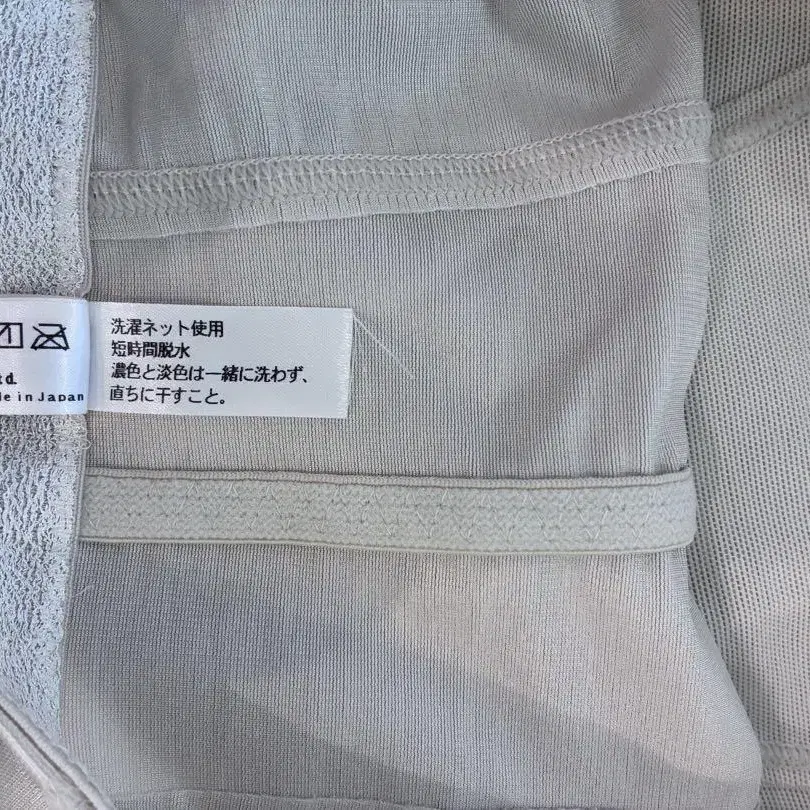 洗濯ネット使用
短時間脱水
濃色と淡色は一緒に洗わず、
直ちに干すこと。
td
de in Japan